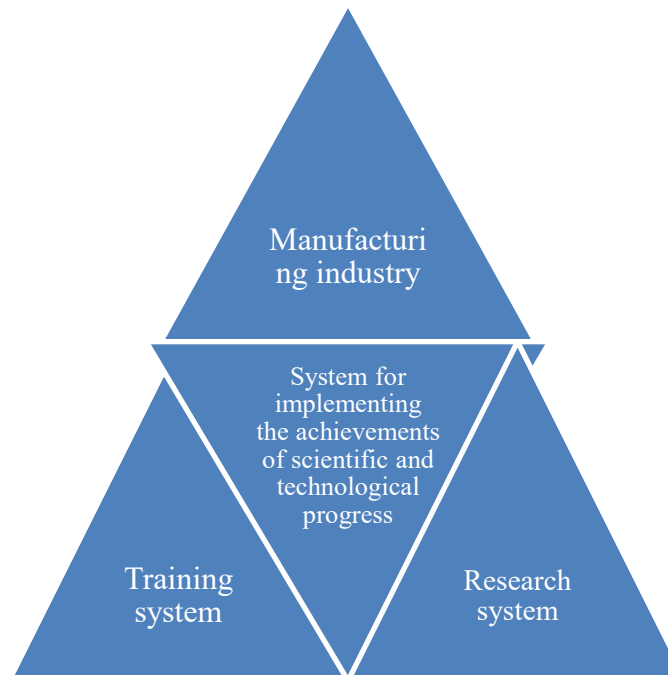 Manufacturi
ng industry
System for
implementing
the achievements
of scientific and
technological
progress
Training
system
Research
system